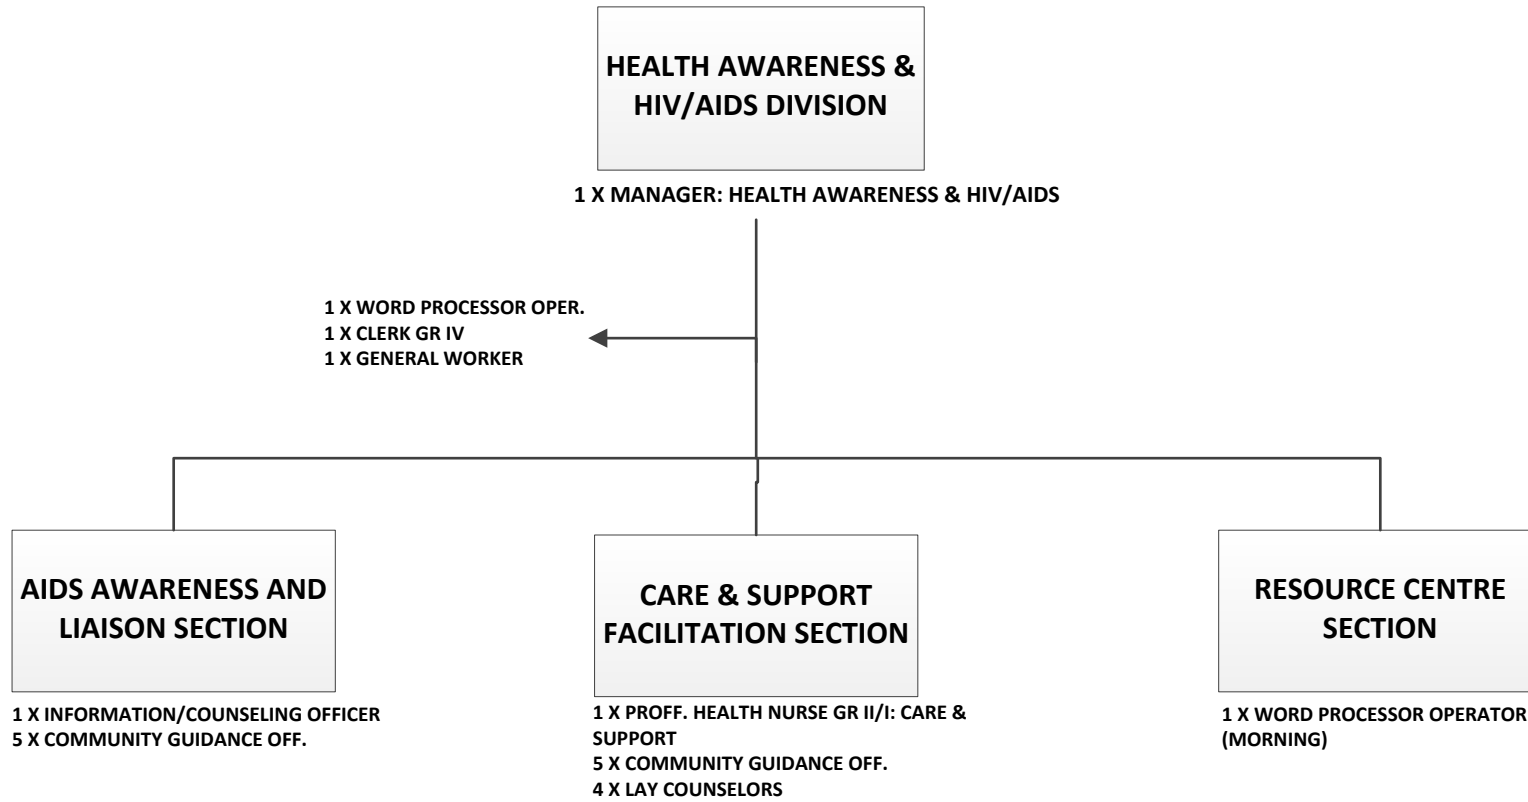 HEALTH AWARENESS &
HIV/AIDS DIVISION
1 X MANAGER: HEALTH AWARENESS & HIV/AIDS
1 X WORD PROCESSOR OPER.
1 X CLERK GR IV
1 X GENERAL WORKER
AIDS AWARENESS AND
LIAISON SECTION
1 X INFORMATION/COUNSELING OFFICER
5 X COMMUNITY GUIDANCE OFF.
CARE & SUPPORT
FACILITATION SECTION
1 X PROFF. HEALTH NURSE GR II/I: CARE &
SUPPORT
5 X COMMUNITY GUIDANCE OFF.
4 X LAY COUNSELORS
RESOURCE CENTRE
SECTION
1 X WORD PROCESSOR OPERATOR
(MORNING)